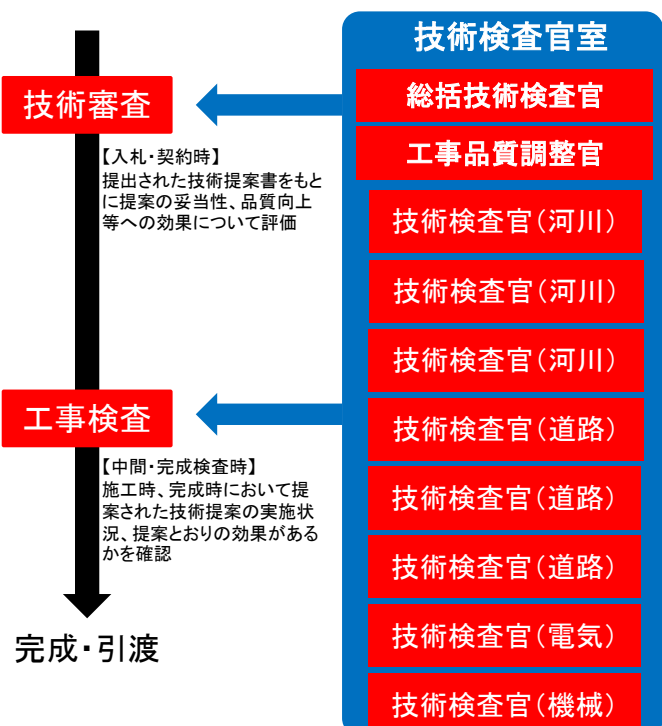 技術審査
【入札・契約時】
提出された技術提案書をもと
に提案の妥当性、品質向上
等への効果について評価
工事検査
【中間・完成検査時】
施工時、完成時において提
案された技術提案の実施状
況、提案とおりの効果がある
かを確認
完成・引渡
技術検査官室
総括技術検査官
工事品質調整官
技術検査官(河川)
技術検査官(河川)
技術検査官(河川)
技術検査官(道路)
技術検査官(道路)
技術検査官(道路)
技術検査官(電気)
技術検査官(機械)